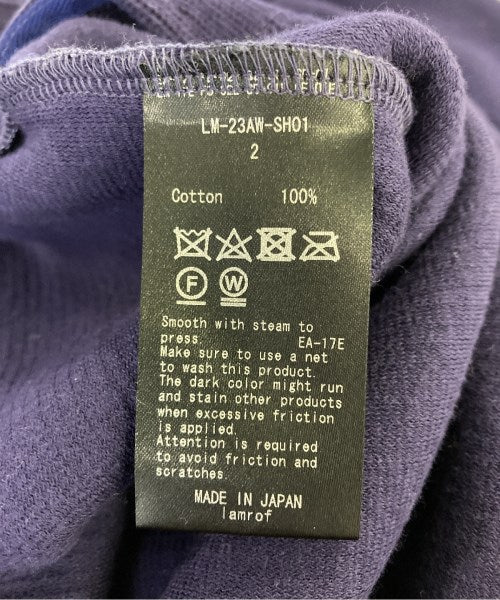 LM-23AW-SH01
2
Cotton 100%
F W
Smooth with steam to
press. EA-17E
Make sure to use a net
to wash this product.
The dark color might run
and stain other products
when excessive friction
is applied.
Attention is required
to avoid friction and
scratches.
MADE IN JAPAN
lamrof